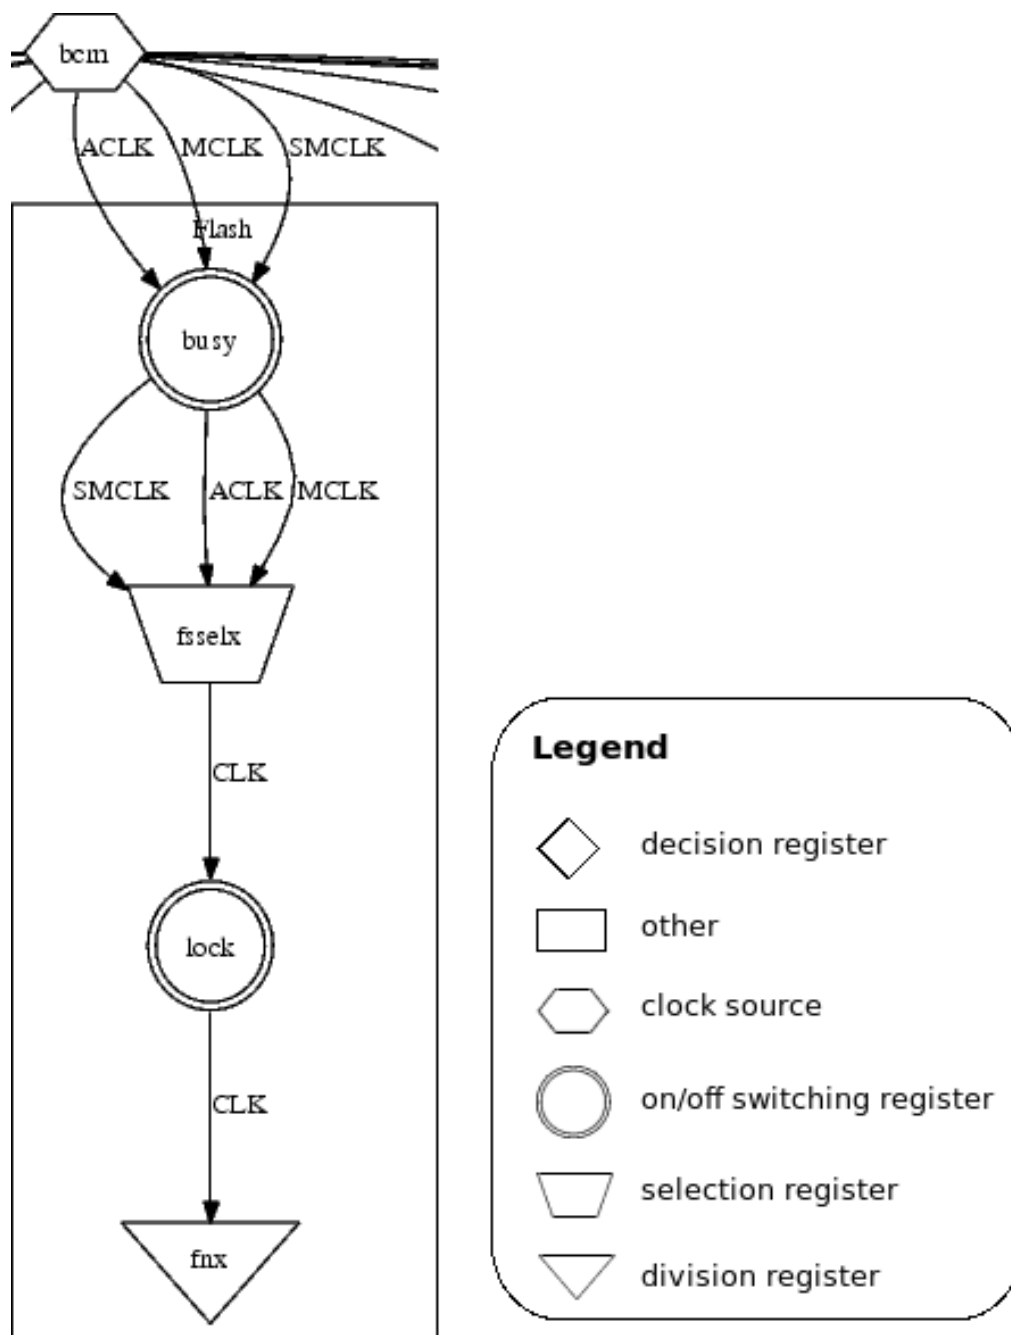 bcm
ACLK MCLK SMCLK
Flash
busy
SMCLK ACLK MCLK
fsselx
CLK
lock
CLK
fnx
Legend
decision register
other
clock source
on/off switching register
selection register
division register